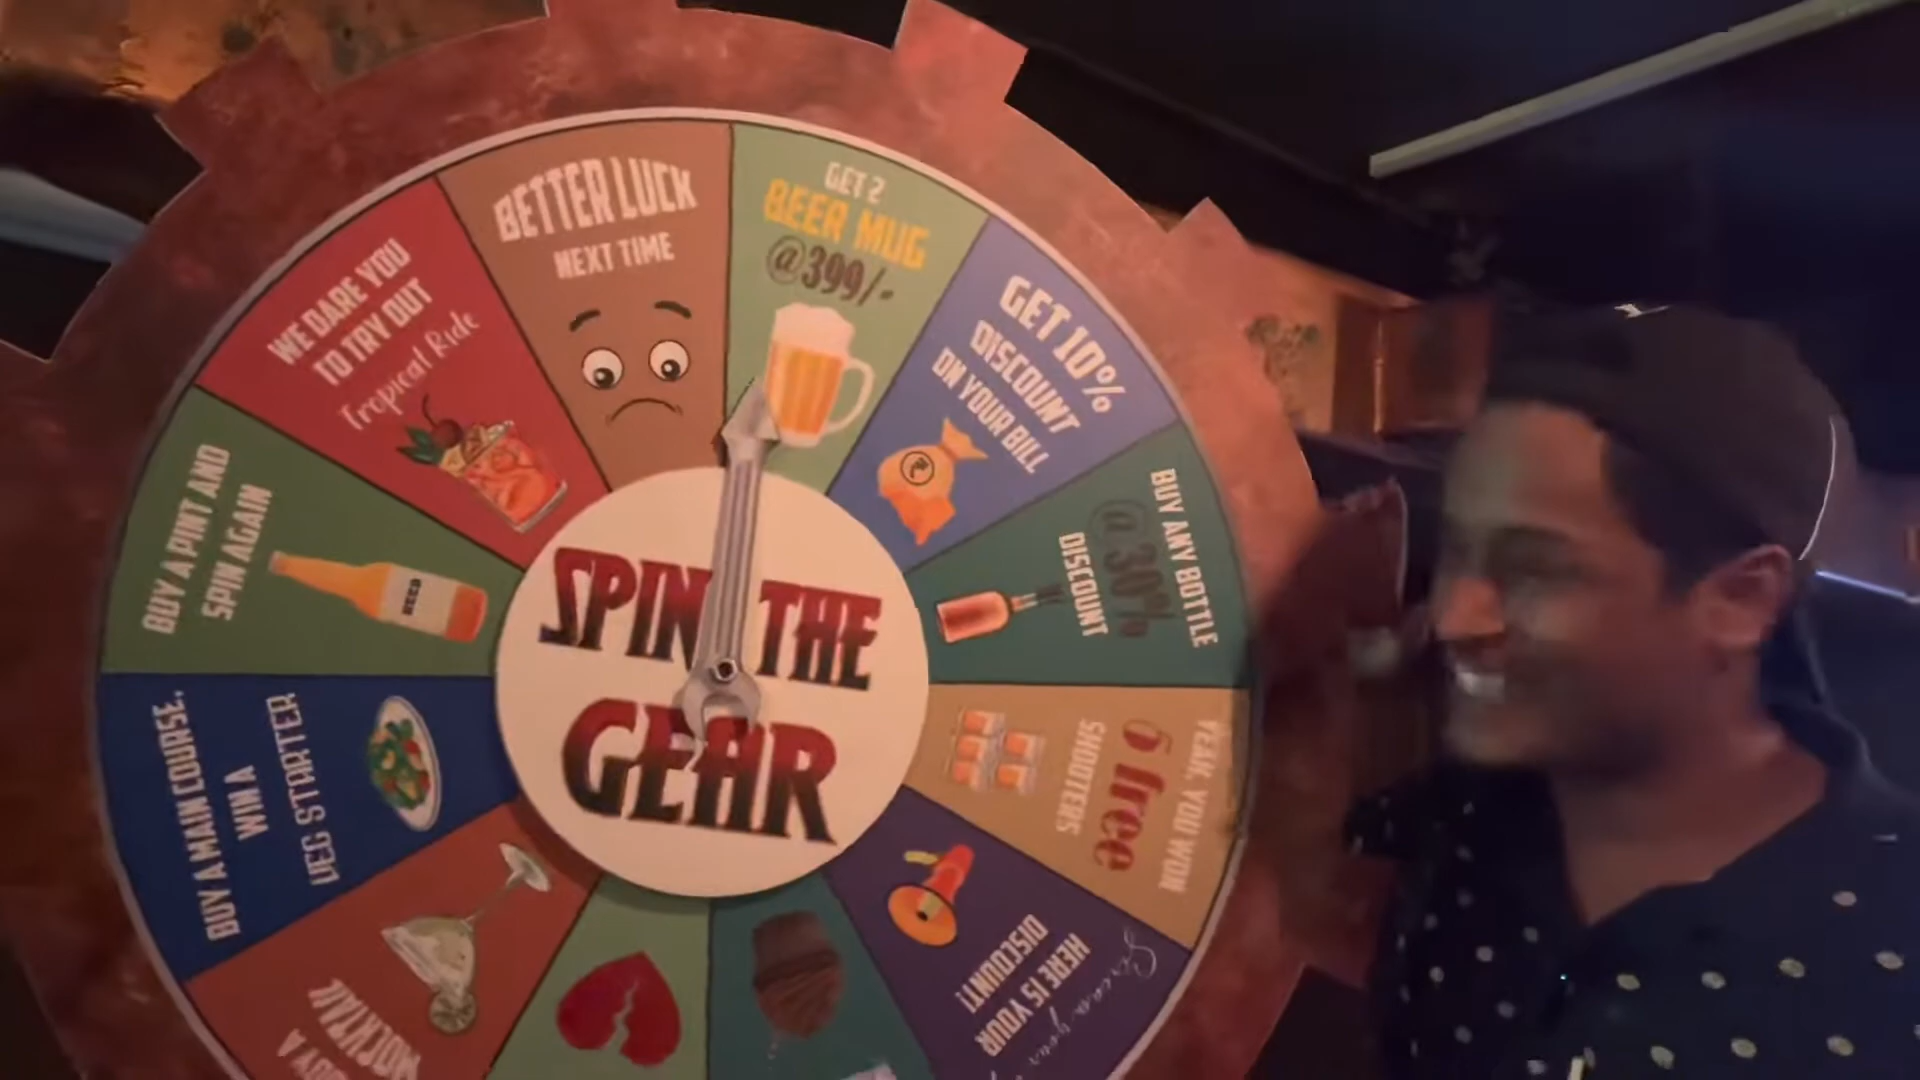 BETTER LUCK
NEXT TIME
GET 2
BEER MUG
@399/-
GET 10%
DISCOUNT
ON YOUR BILL
BUY ANY BOTTLE
@30%
DISCOUNT
YEAH, YOU WON
6 free
SHOOTERS
HERE IS YOUR
DISCOUNT!
BUY A
MOCKTAIL
BUY A MAIN COURSE,
WIN A
VEG STARTER
BUY A PINT AND
SPIN AGAIN
BEER
WE DARE YOU
TO TRY OUT
Tropical Ride
SPIN THE
GEAR